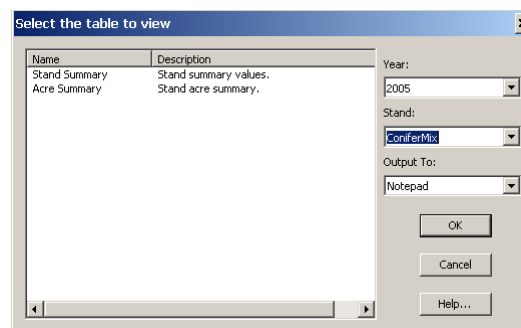 Select the table to view
Name Description
Stand Summary Stand summary values.
Acre Summary Stand acre summary.
Year:
2005
Stand:
ConiferMix
Output To:
Notepad
OK
Cancel
Help...